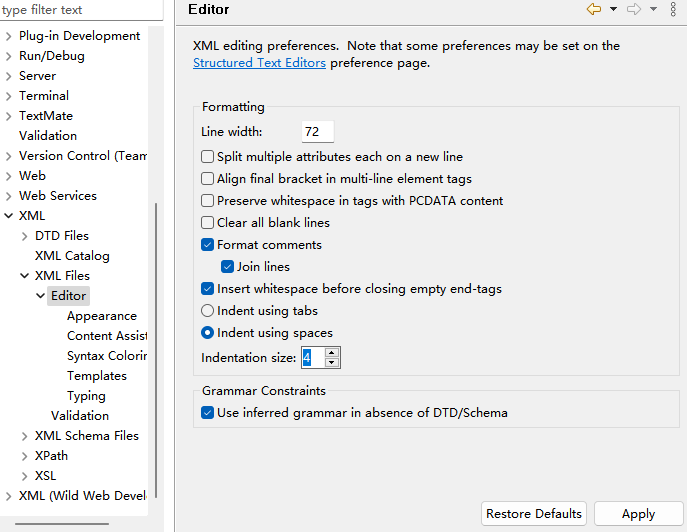 type filter text
Plug-in Development
Run/Debug
Server
Terminal
TextMate
Validation
Version Control (Team
Web
Web Services
XML
DTD Files
XML Catalog
XML Files
Editor
Appearance
Content Assist
Syntax Colorin
Templates
Typing
Validation
XML Schema Files
XPath
XSL
XML (Wild Web Devel
Editor
XML editing preferences.  Note that some preferences may be set on the
Structured Text Editors preference page.
Formatting
Line width: 72
Split multiple attributes each on a new line
Align final bracket in multi-line element tags
Preserve whitespace in tags with PCDATA content
Clear all blank lines
Format comments
Join lines
Insert whitespace before closing empty end-tags
Indent using tabs
Indent using spaces
Indentation size: 4
Grammar Constraints
Use inferred grammar in absence of DTD/Schema
Restore Defaults
Apply